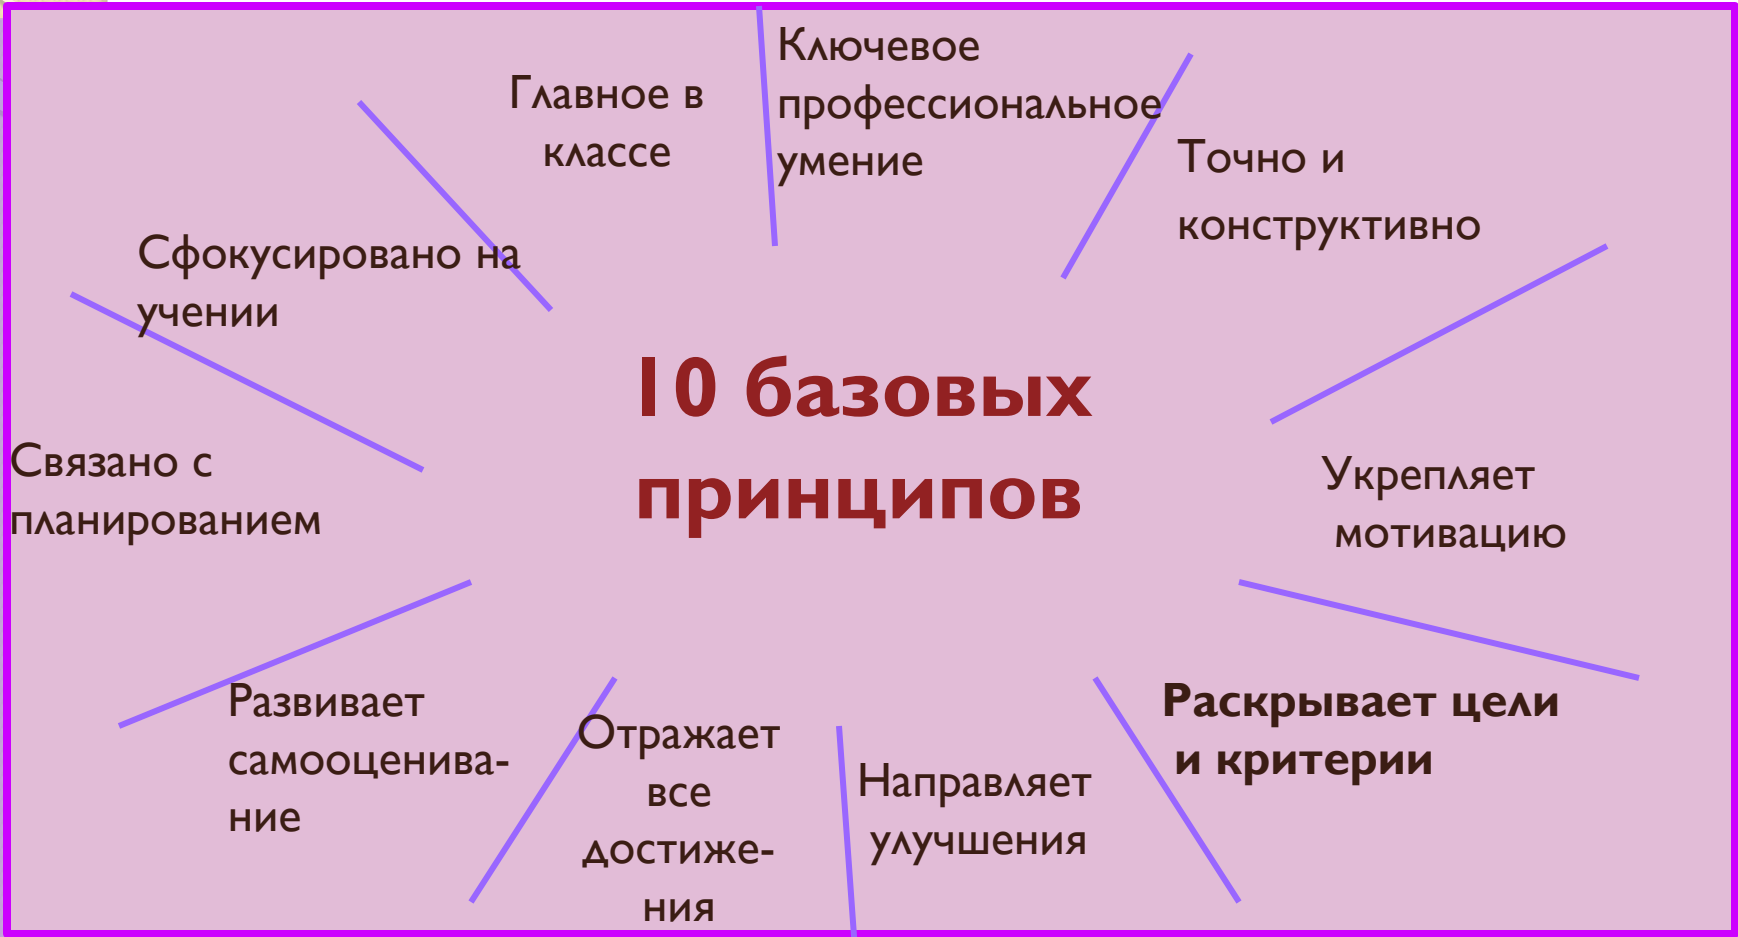 Главное в
классе
Ключевое
профессиональное
умение
Точно и
конструктивно
Сфокусировано на
учении
10 базовых
принципов
Связано с
планированием
Укрепляет
мотивацию
Развивает
самооценива-
ние
Отражает
все
достиже-
ния
Направляет
улучшения
Раскрывает цели
и критерии